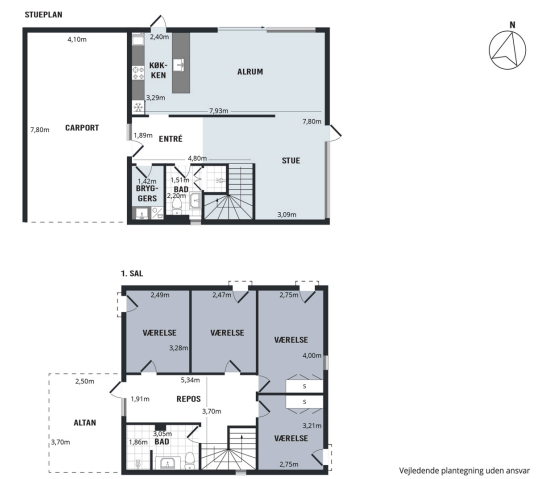 STUEPLAN
N
4,10m
2,40m
KØK-
KEN
ALRUM
3,29m
7,93m
7,80m
CARPORT
7,80m
1,89m
ENTRÉ
4,80m
STUE
1,42m
1,51m
BRYG-
GERS
BAD
2,20m
3,09m
1. SAL
2,49m
2,47m
2,75m
VÆRELSE
VÆRELSE
VÆRELSE
3,28m
4,00m
2,50m
5,34m
S
1,91m
REPOS
S
3,70m
ALTAN
3,21m
3,05m
VÆRELSE
3,70m
1,86m
BAD
2,75m
Vejledende plantegning uden ansvar